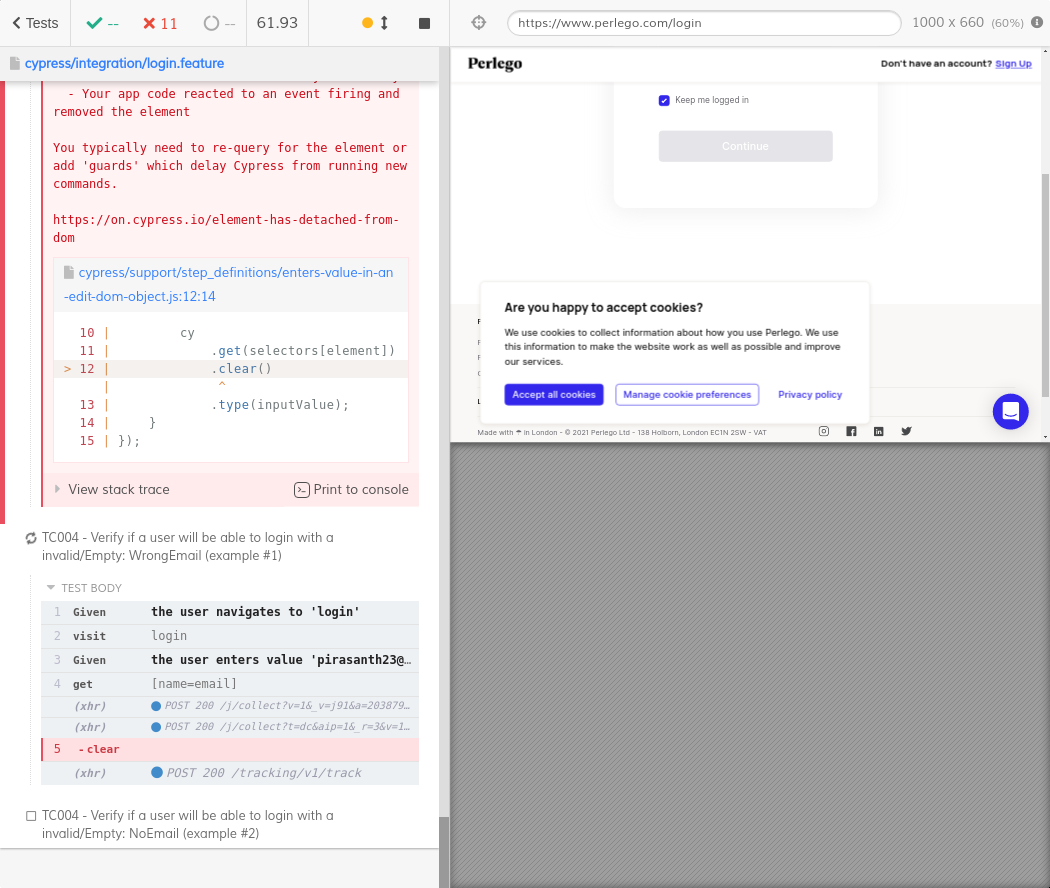 Tests
--
11
--
61.93
https://www.perlego.com/login
1000 x 660 (60%)
cypress/integration/login.feature
- Your app code reacted to an event firing and
removed the element
You typically need to re-query for the element or
add 'guards' which delay Cypress from running new
commands.
https://on.cypress.io/element-has-detached-from-
dom
cypress/support/step_definitions/enters-value-in-an
-edit-dom-object.js:12:14
10 | cy
11 | .get(selectors[element])
> 12 | .clear()
| ^
13 | .type(inputValue);
14 | }
15 | });
View stack trace
Print to console
TC004 - Verify if a user will be able to login with a
invalid/Empty: WrongEmail (example #1)
TEST BODY
1 Given the user navigates to 'login'
2 visit login
3 Given the user enters value 'pirasanth23@…
4 get [name=email]
(xhr) POST 200 /j/collect?v=1&_v=j91&a=203879…
(xhr) POST 200 /j/collect?t=dc&aip=1&_r=3&v=1…
5 -clear
(xhr) POST 200 /tracking/v1/track
TC004 - Verify if a user will be able to login with a
invalid/Empty: NoEmail (example #2)
Perlego
Don't have an account? Sign Up
Keep me logged in
Continue
Are you happy to accept cookies?
We use cookies to collect information about how you use Perlego. We use
this information to make the website work as well as possible and improve
our services.
Accept all cookies
Manage cookie preferences
Privacy policy
Made with ☂ in London - © 2021 Perlego Ltd - 138 Holborn, London EC1N 2SW - VAT